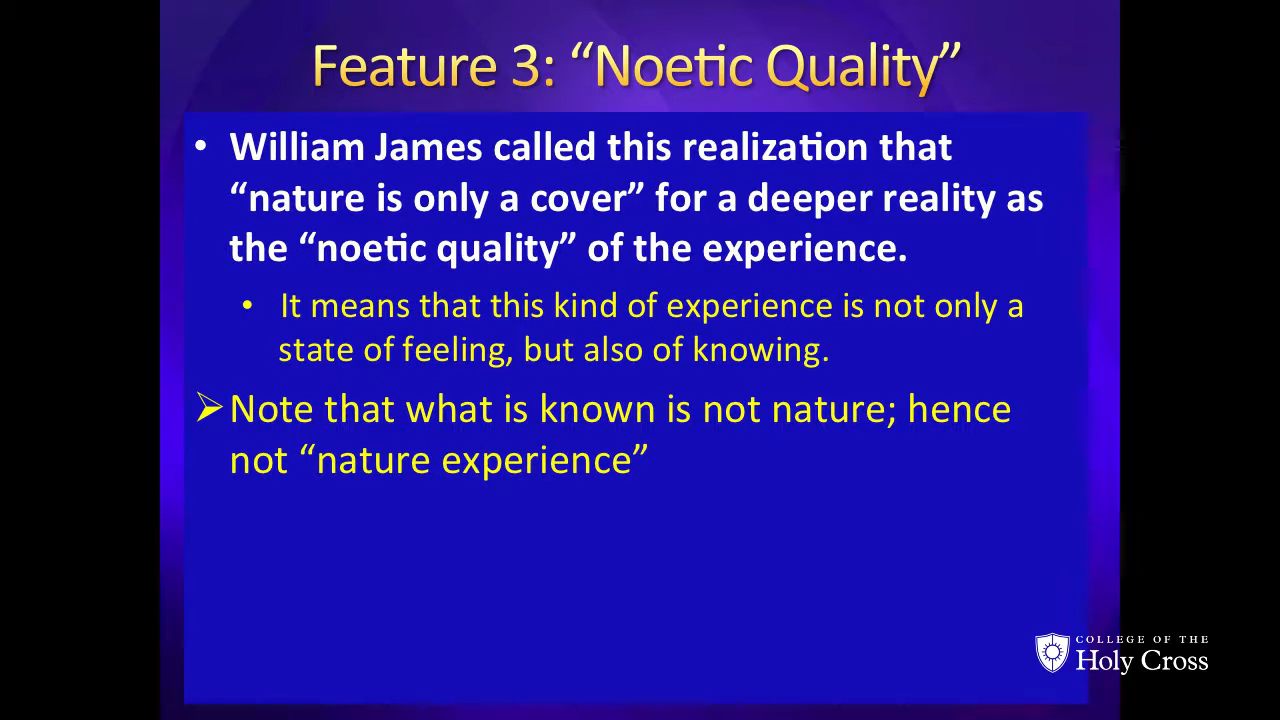 Feature 3: “Noetic Quality”
• William James called this realization that
“nature is only a cover” for a deeper reality as
the “noetic quality” of the experience.
• It means that this kind of experience is not only a
state of feeling, but also of knowing.
➢ Note that what is known is not nature; hence
not “nature experience”
COLLEGE OF THE
Holy Cross